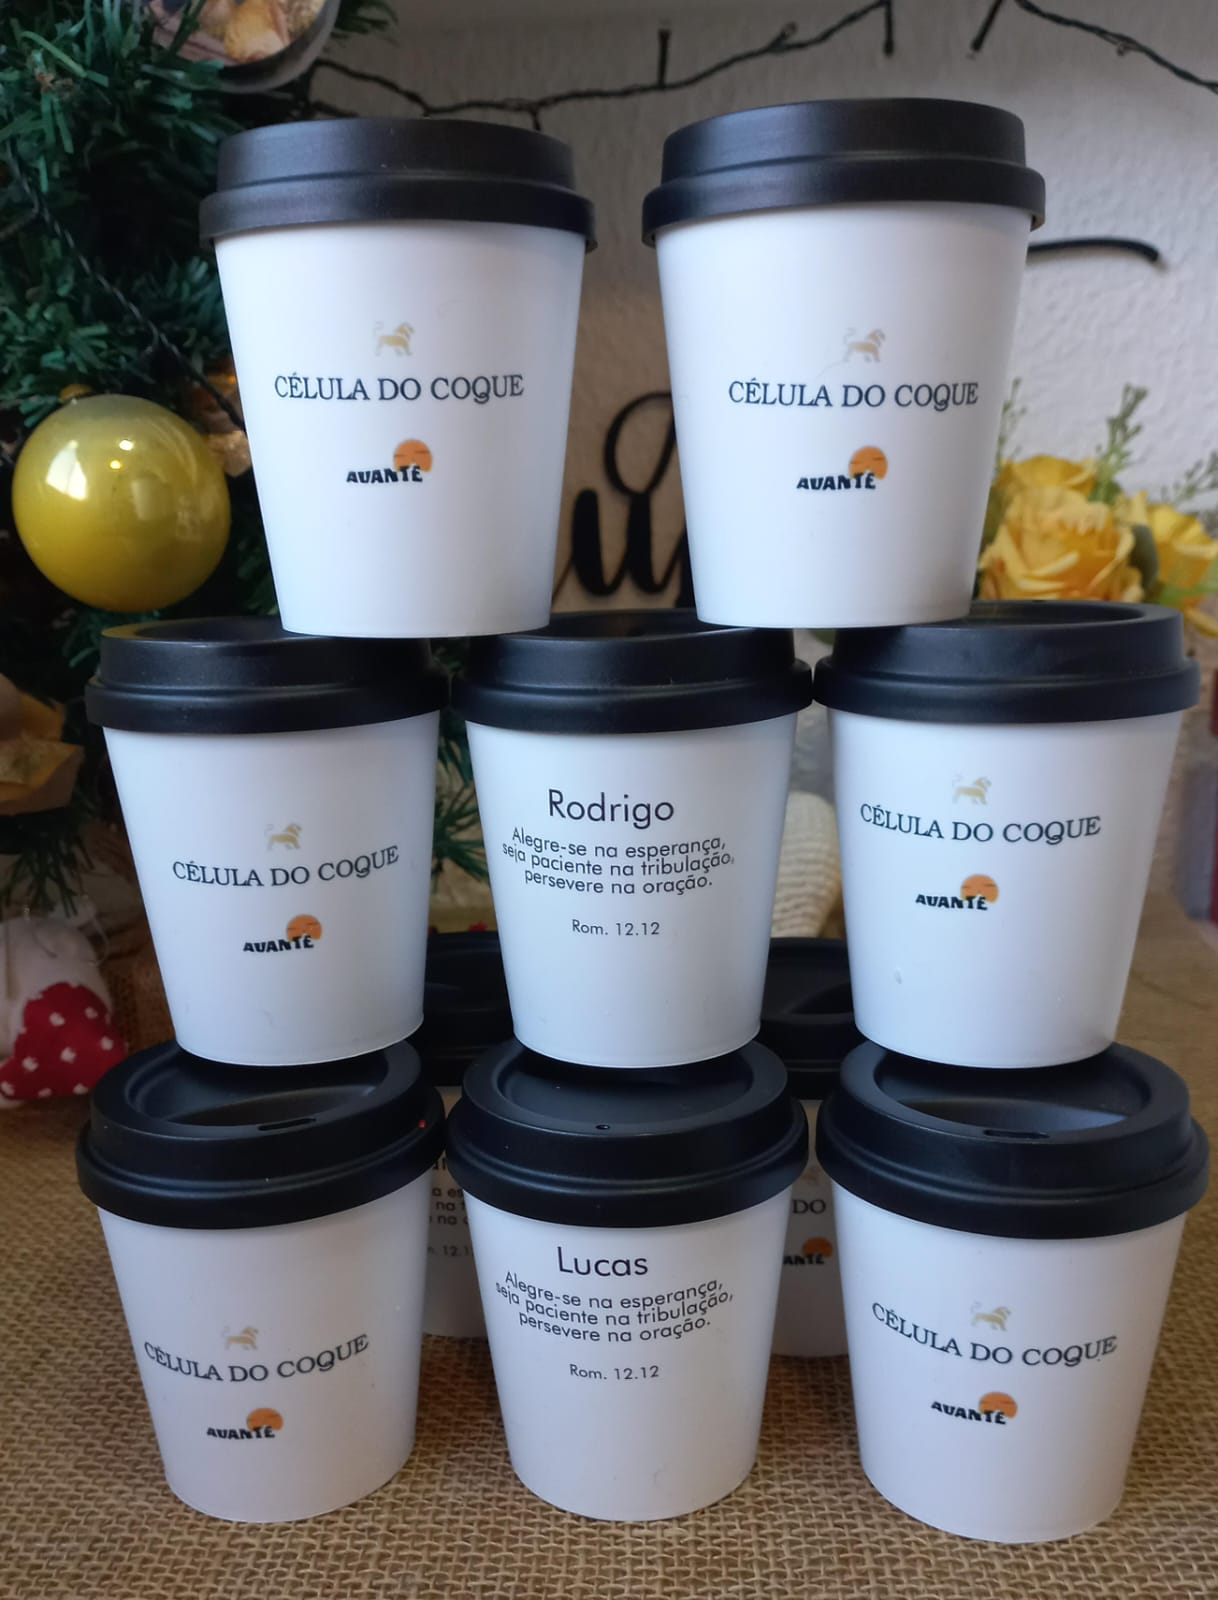 CÉLULA DO COQUE
AVANTE
CÉLULA DO COQUE
AVANTE
CÉLULA DO COQUE
AVANTE
Rodrigo
Alegre-se na esperança,
seja paciente na tribulação,
persevere na oração.
Rom. 12.12
CÉLULA DO COQUE
AVANTE
CÉLULA DO COQUE
AVANTE
Lucas
Alegre-se na esperança,
seja paciente na tribulação,
persevere na oração.
Rom. 12.12
DO
CÉLULA DO COQUE
AVANTE